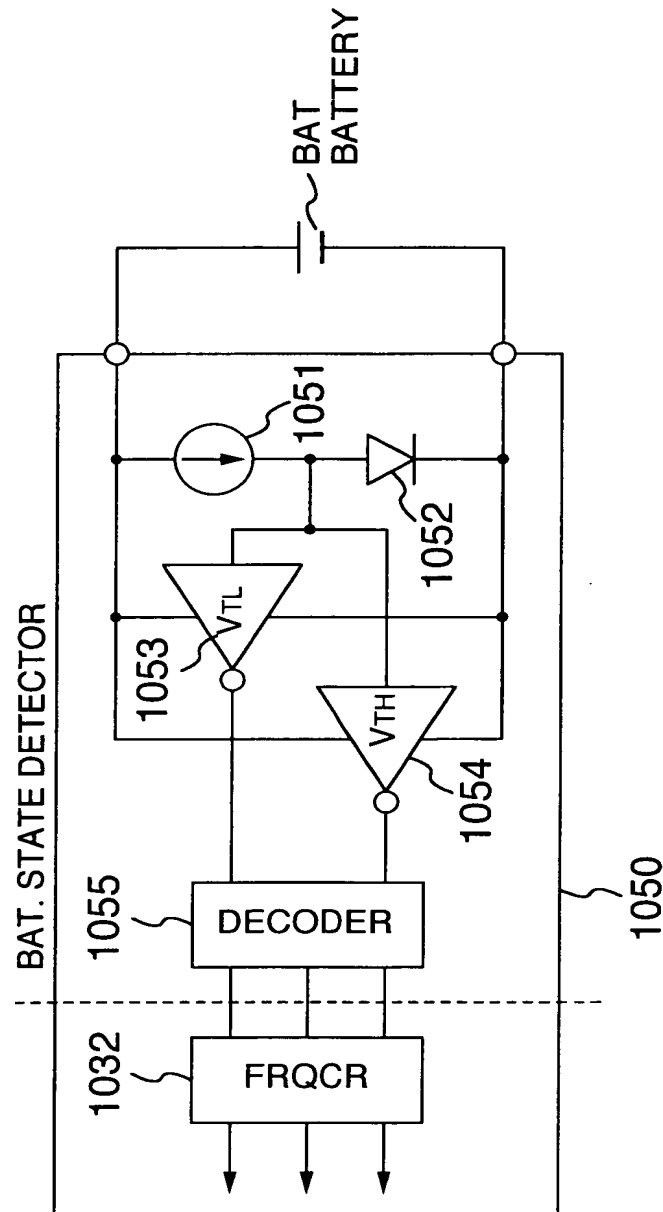 BAT. STATE DETECTOR
1032
FRQCR
1055
DECODER
1053
VTL
VTH
1054
1051
1052
BAT
BATTERY
1050